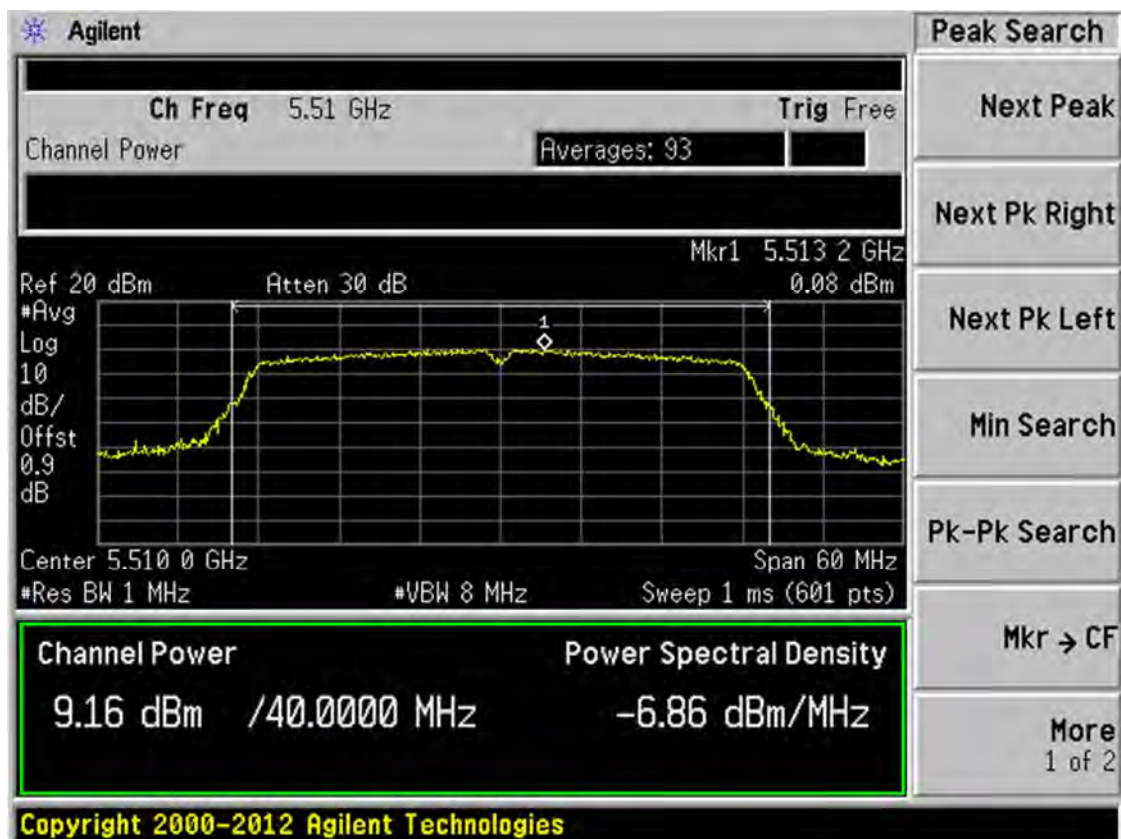 Agilent
Peak Search
Ch Freq 5.51 GHz Trig Free
Channel Power Averages: 93
Next Peak
Next Pk Right
Mkr1 5.513 2 GHz
Ref 20 dBm Atten 30 dB 0.08 dBm
#Avg
Log
10
dB/
Offst
0.9
dB
1
Next Pk Left
Min Search
Pk-Pk Search
Center 5.510 0 GHz Span 60 MHz
#Res BW 1 MHz #VBW 8 MHz Sweep 1 ms (601 pts)
Mkr → CF
Channel Power Power Spectral Density
9.16 dBm /40.0000 MHz -6.86 dBm/MHz
More
1 of 2
Copyright 2000-2012 Agilent Technologies